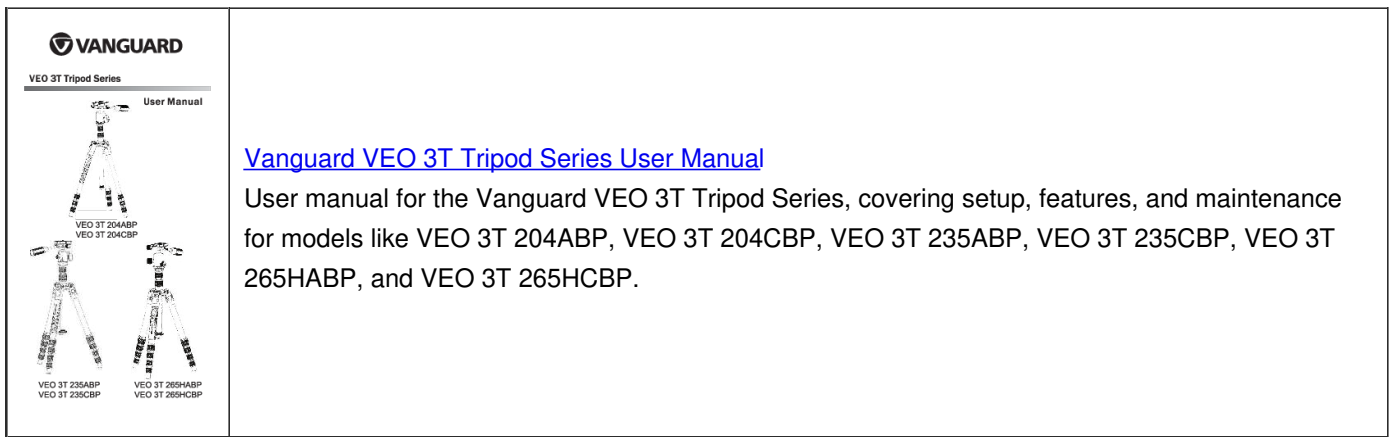 VANGUARD
VEO 3T Tripod Series
User Manual
VEO 3T 204ABP
VEO 3T 204CBP
VEO 3T 235ABP
VEO 3T 235CBP
VEO 3T 265HABP
VEO 3T 265HCBP
Vanguard VEO 3T Tripod Series User Manual
User manual for the Vanguard VEO 3T Tripod Series, covering setup, features, and maintenance
for models like VEO 3T 204ABP, VEO 3T 204CBP, VEO 3T 235ABP, VEO 3T 235CBP, VEO 3T
265HABP, and VEO 3T 265HCBP.